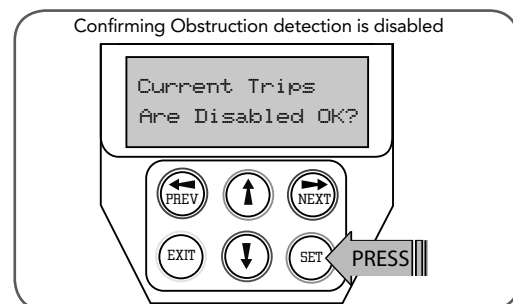 Confirming Obstruction detection is disabled
Current Trips
Are Disabled OK?
PREV
NEXT
EXIT
SET
PRESS